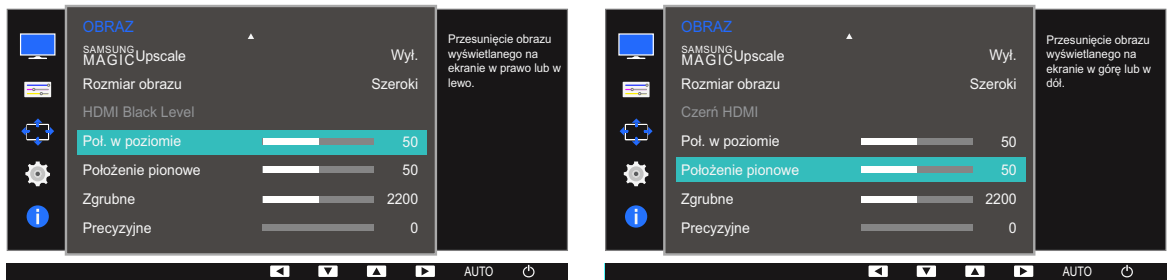 OBRAZ
SAMSUNG
MAGIC Upscale Wył.
Rozmiar obrazu Szeroki
HDMI Black Level
Poł. w poziomie 50
Położenie pionowe 50
Zgrubne 2200
Precyzyjne 0
Przesunięcie obrazu
wyświetlanego na
ekranie w prawo lub w
lewo.
AUTO
OBRAZ
SAMSUNG
MAGIC Upscale Wył.
Rozmiar obrazu Szeroki
Czerń HDMI
Poł. w poziomie 50
Położenie pionowe 50
Zgrubne 2200
Precyzyjne 0
Przesunięcie obrazu
wyświetlanego na
ekranie w górę lub w
dół.
AUTO